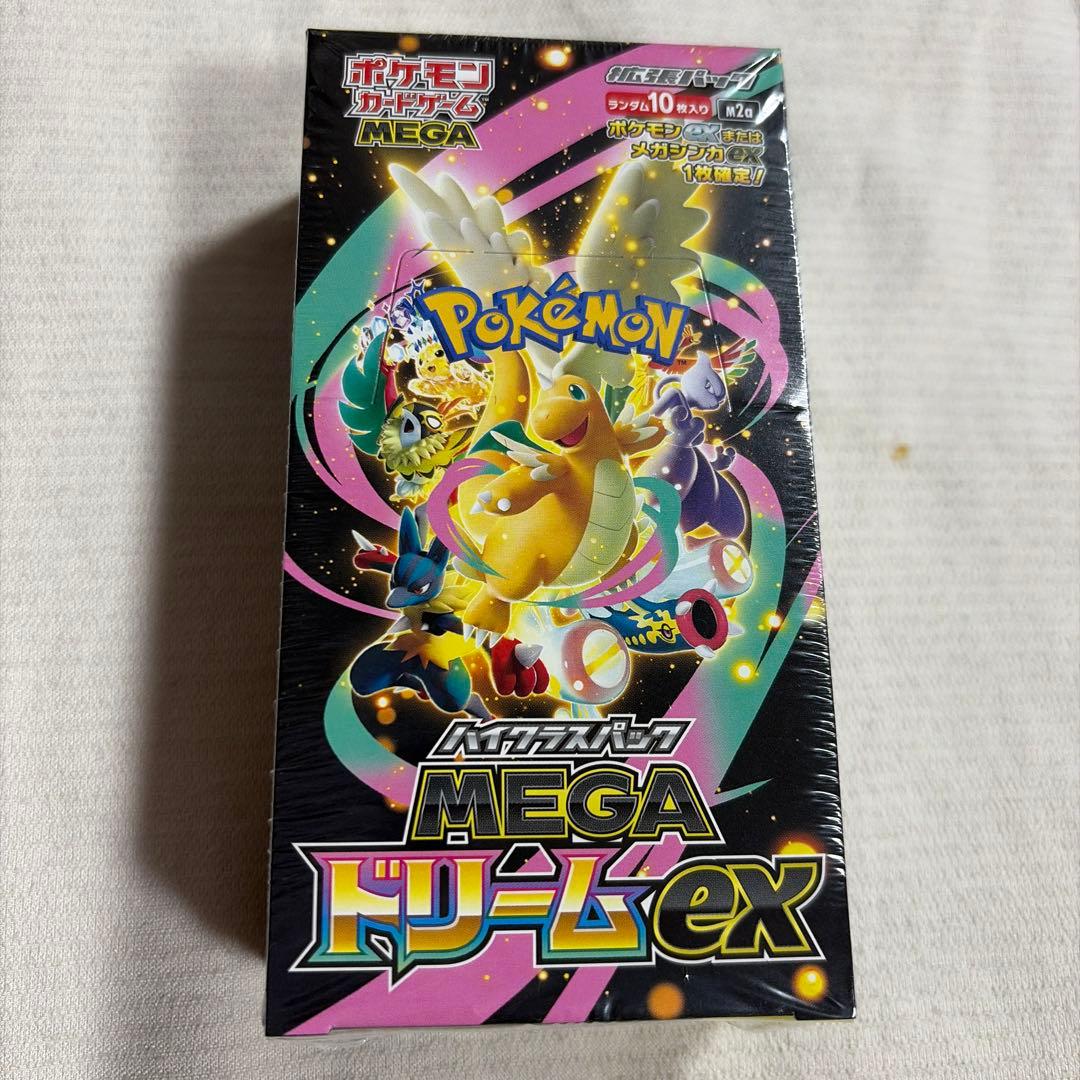 ポケモン
カードゲーム
MEGA
拡張パック
ランダム10枚入り M2a
ポケモンexまたは
メガシンカex
1枚確定!
POKéMON
ハイクラスパック
MEGA
ドリームex